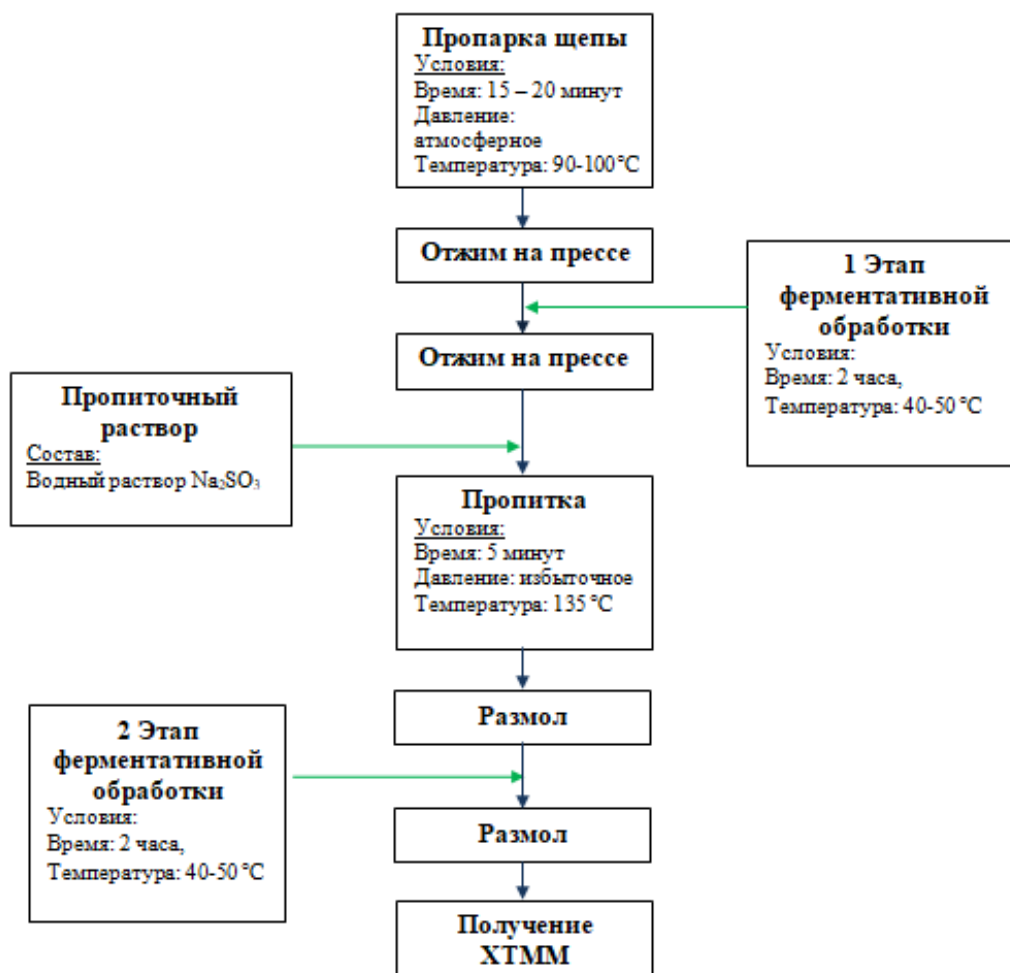 Пропарка щепы
Условия:
Время: 15 – 20 минут
Давление:
атмосферное
Температура: 90-100°С
Отжим на прессе
1 Этап
ферментативной
обработки
Условия:
Время: 2 часа,
Температура: 40-50 °С
Отжим на прессе
Пропиточный
раствор
Состав:
Водный раствор Na₂SO₃
Пропитка
Условия:
Время: 5 минут
Давление: избыточное
Температура: 135 °С
Размол
2 Этап
ферментативной
обработки
Условия:
Время: 2 часа,
Температура: 40-50 °С
Размол
Получение
ХТММ